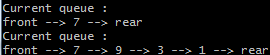 Current queue :
front --> 7 --> rear
Current queue :
front --> 7 --> 9 --> 3 --> 1 --> rear